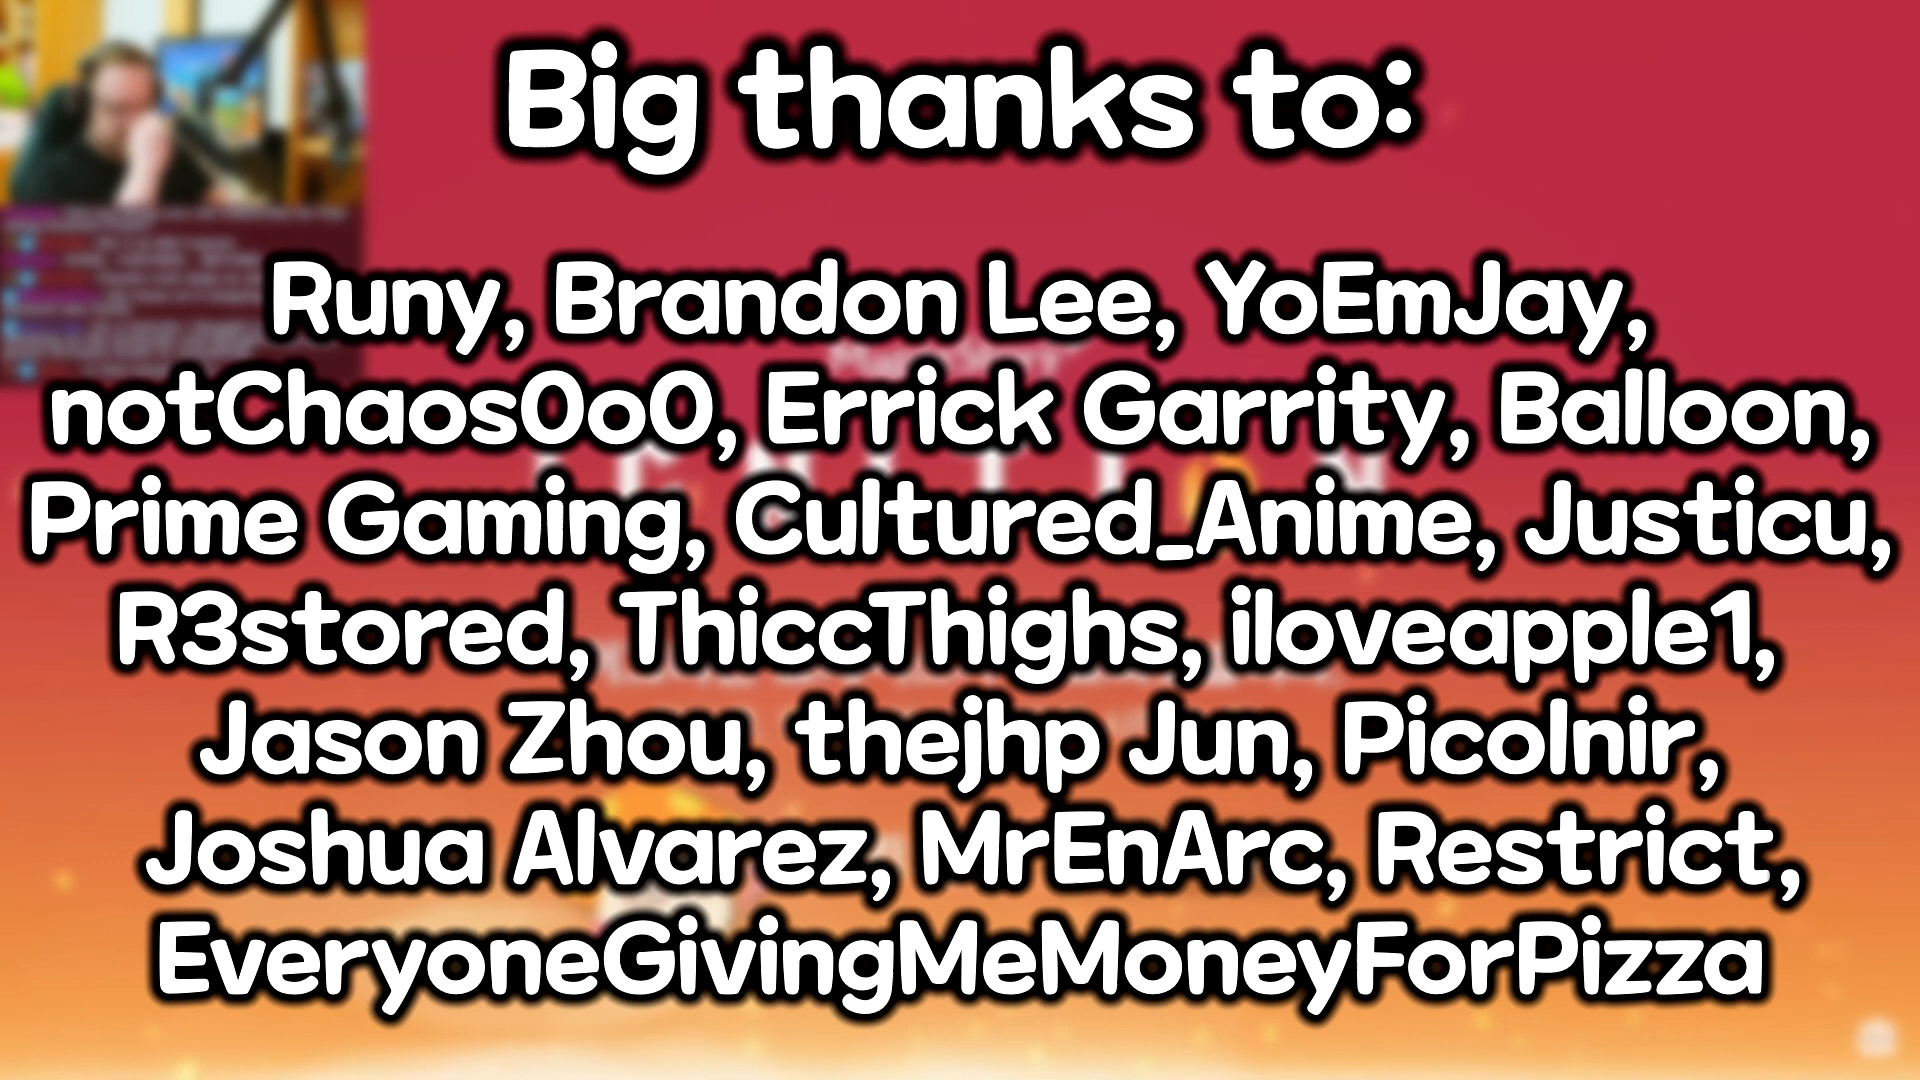 Big thanks to:
Runy, Brandon Lee, YoEmJay,
notChaos0o0, Errick Garrity, Balloon,
Prime Gaming, Cultured_Anime, Justicu,
R3stored, ThiccThighs, iloveapple1,
Jason Zhou, thejhp Jun, Picolnir,
Joshua Alvarez, MrEnArc, Restrict,
EveryoneGivingMeMoneyForPizza